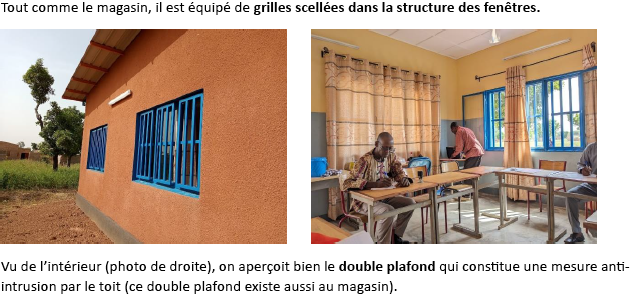 Tout comme le magasin, il est équipé de grilles scellées dans la structure des fenêtres.
Vu de l’intérieur (photo de droite), on aperçoit bien le double plafond qui constitue une mesure anti-
intrusion par le toit (ce double plafond existe aussi au magasin).